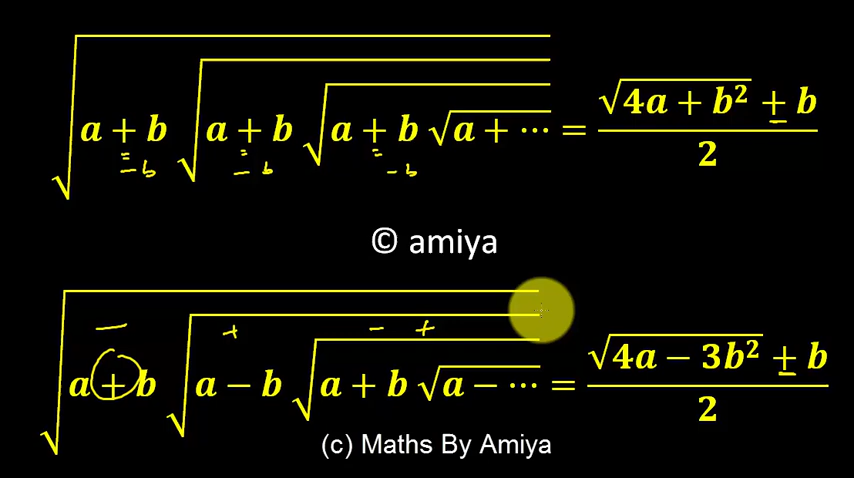 √(a + b √(a + b √(a + b √(a + ⋯)))) = (√(4a + b²) ± b) / 2
= = =
− b − b − b
© amiya
− + − +
√(a + b √(a − b √(a + b √(a − ⋯)))) = (√(4a − 3b²) ± b) / 2
(c) Maths By Amiya